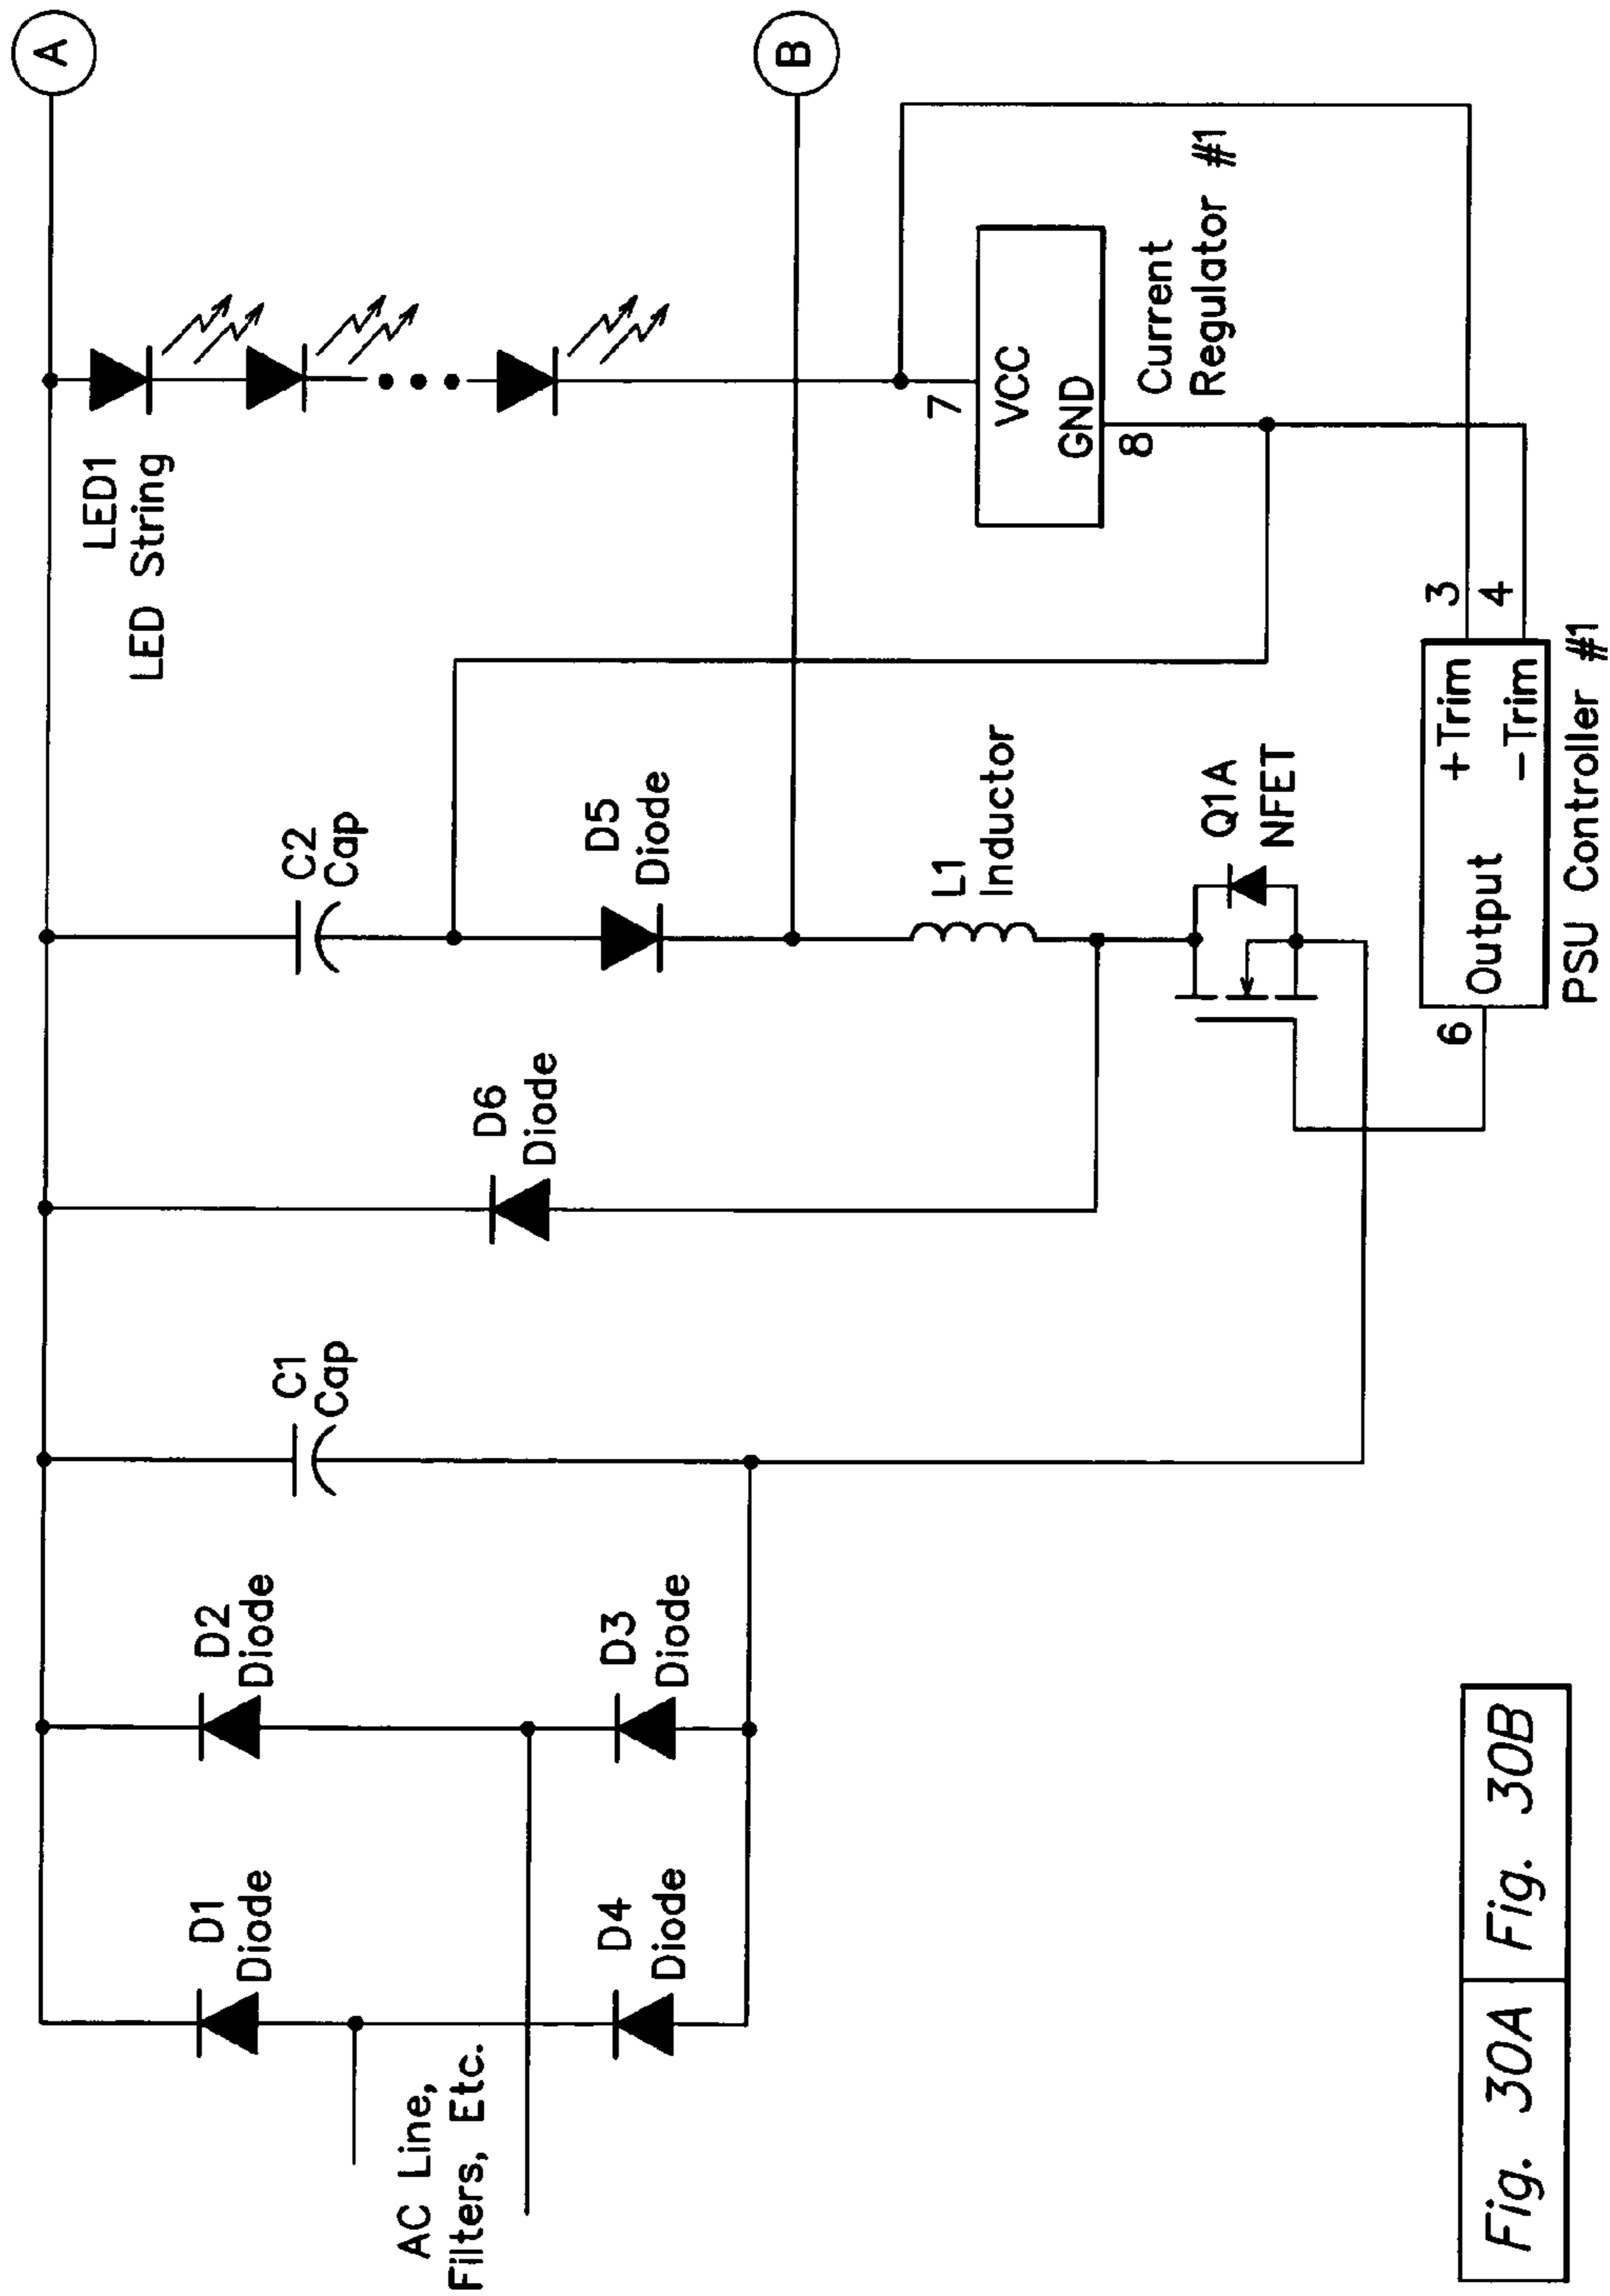 A
B
LED1
LED String
C2
Cap
D5
Diode
D6
Diode
C1
Cap
D2
Diode
D3
Diode
D1
Diode
D4
Diode
AC Line,
Filters, Etc.
L1
Inductor
Q1A
NFET
7
VCC
GND
8
Current
Regulator #1
3
+Trim
4
−Trim
Output
6
PSU Controller #1
Fig. 30A
Fig. 30B